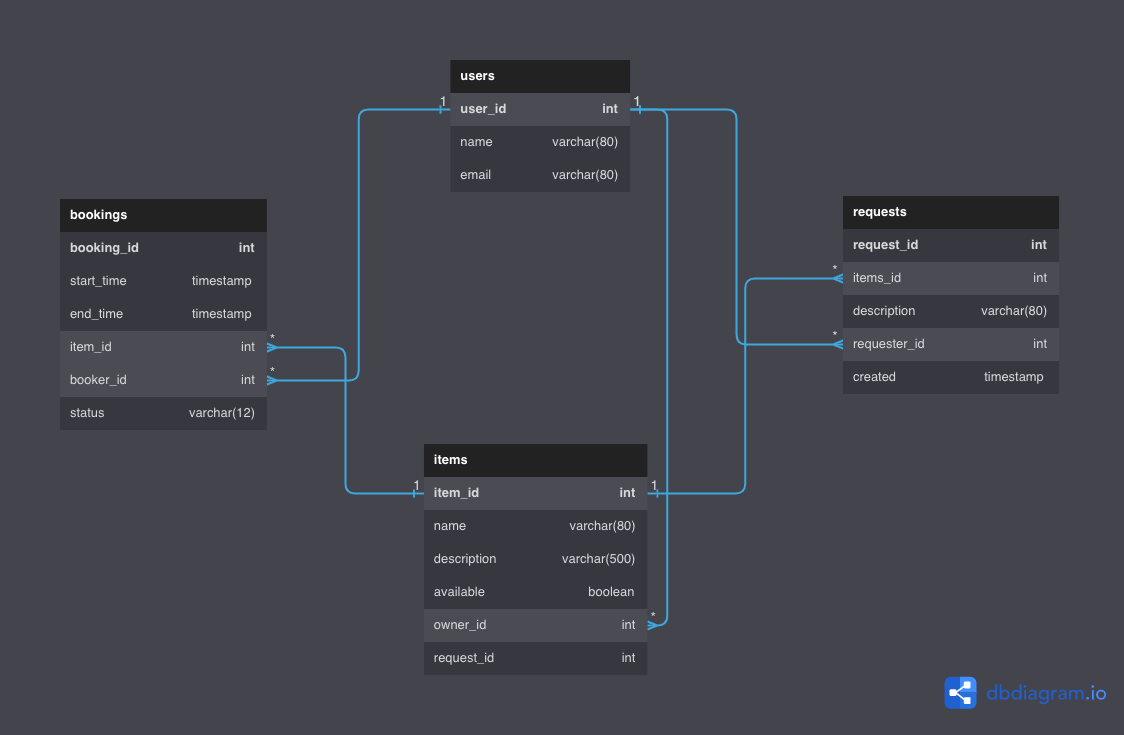 users
1 user_id int 1
name varchar(80)
email varchar(80)
bookings
booking_id int
start_time timestamp
end_time timestamp
item_id int *
booker_id int *
status varchar(12)
requests
request_id int
* items_id int
description varchar(80)
* requester_id int
created timestamp
items
1 item_id int 1
name varchar(80)
description varchar(500)
available boolean
owner_id int *
request_id int
dbdiagram.io